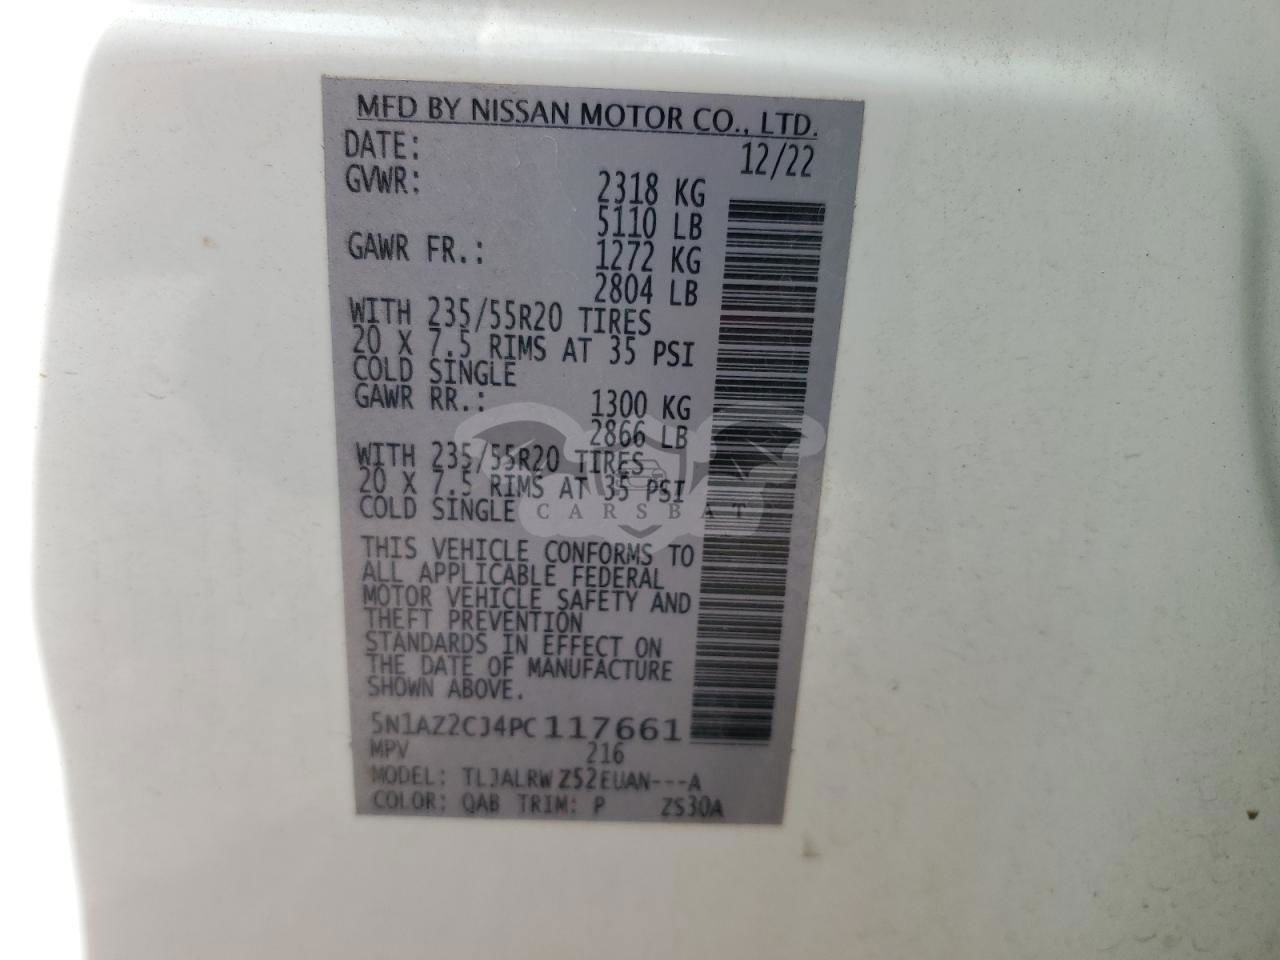 MFD BY NISSAN MOTOR CO., LTD.
DATE: 12/22
GVWR: 2318 KG
5110 LB
GAWR FR.: 1272 KG
2804 LB
WITH 235/55R20 TIRES
20 X 7.5 RIMS AT 35 PSI
COLD SINGLE
GAWR RR.: 1300 KG
2866 LB
WITH 235/55R20 TIRES
20 X 7.5 RIMS AT 35 PSI
COLD SINGLE
CARSBAT
THIS VEHICLE CONFORMS TO
ALL APPLICABLE FEDERAL
MOTOR VEHICLE SAFETY AND
THEFT PREVENTION
STANDARDS IN EFFECT ON
THE DATE OF MANUFACTURE
SHOWN ABOVE.
5N1AZ2CJ4PC117661
MPV 216
MODEL: TLJALRW Z52EUAN---A
COLOR: QAB TRIM: P ZS30A